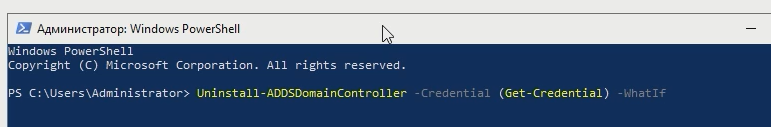 Администратор: Windows PowerShell
Windows PowerShell
Copyright (C) Microsoft Corporation. All rights reserved.
PS C:\Users\Administrator> Uninstall-ADDSDomainController -Credential (Get-Credential) -WhatIf